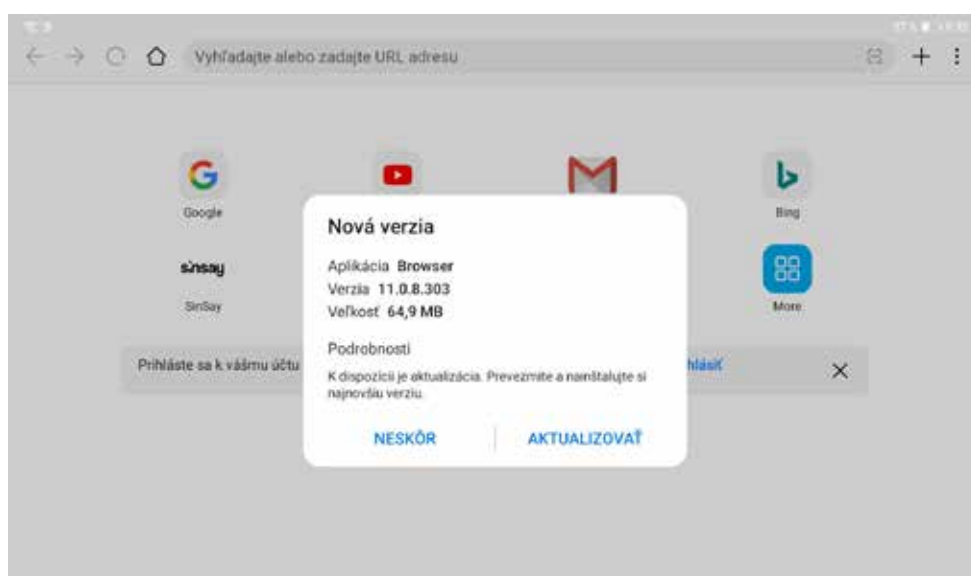 Vyhľadajte alebo zadajte URL adresu
Google
Bing
Nová verzia
Aplikácia Browser
Verzia 11.0.8.303
Veľkosť 64,9 MB
sinsay
SinSay
More
Podrobnosti
Prihláste sa k vášmu účtu
K dispozícii je aktualizácia. Prevezmite a nainštalujte si
najnovšiu verziu.
hlásiť
NESKÔR
AKTUALIZOVAŤ